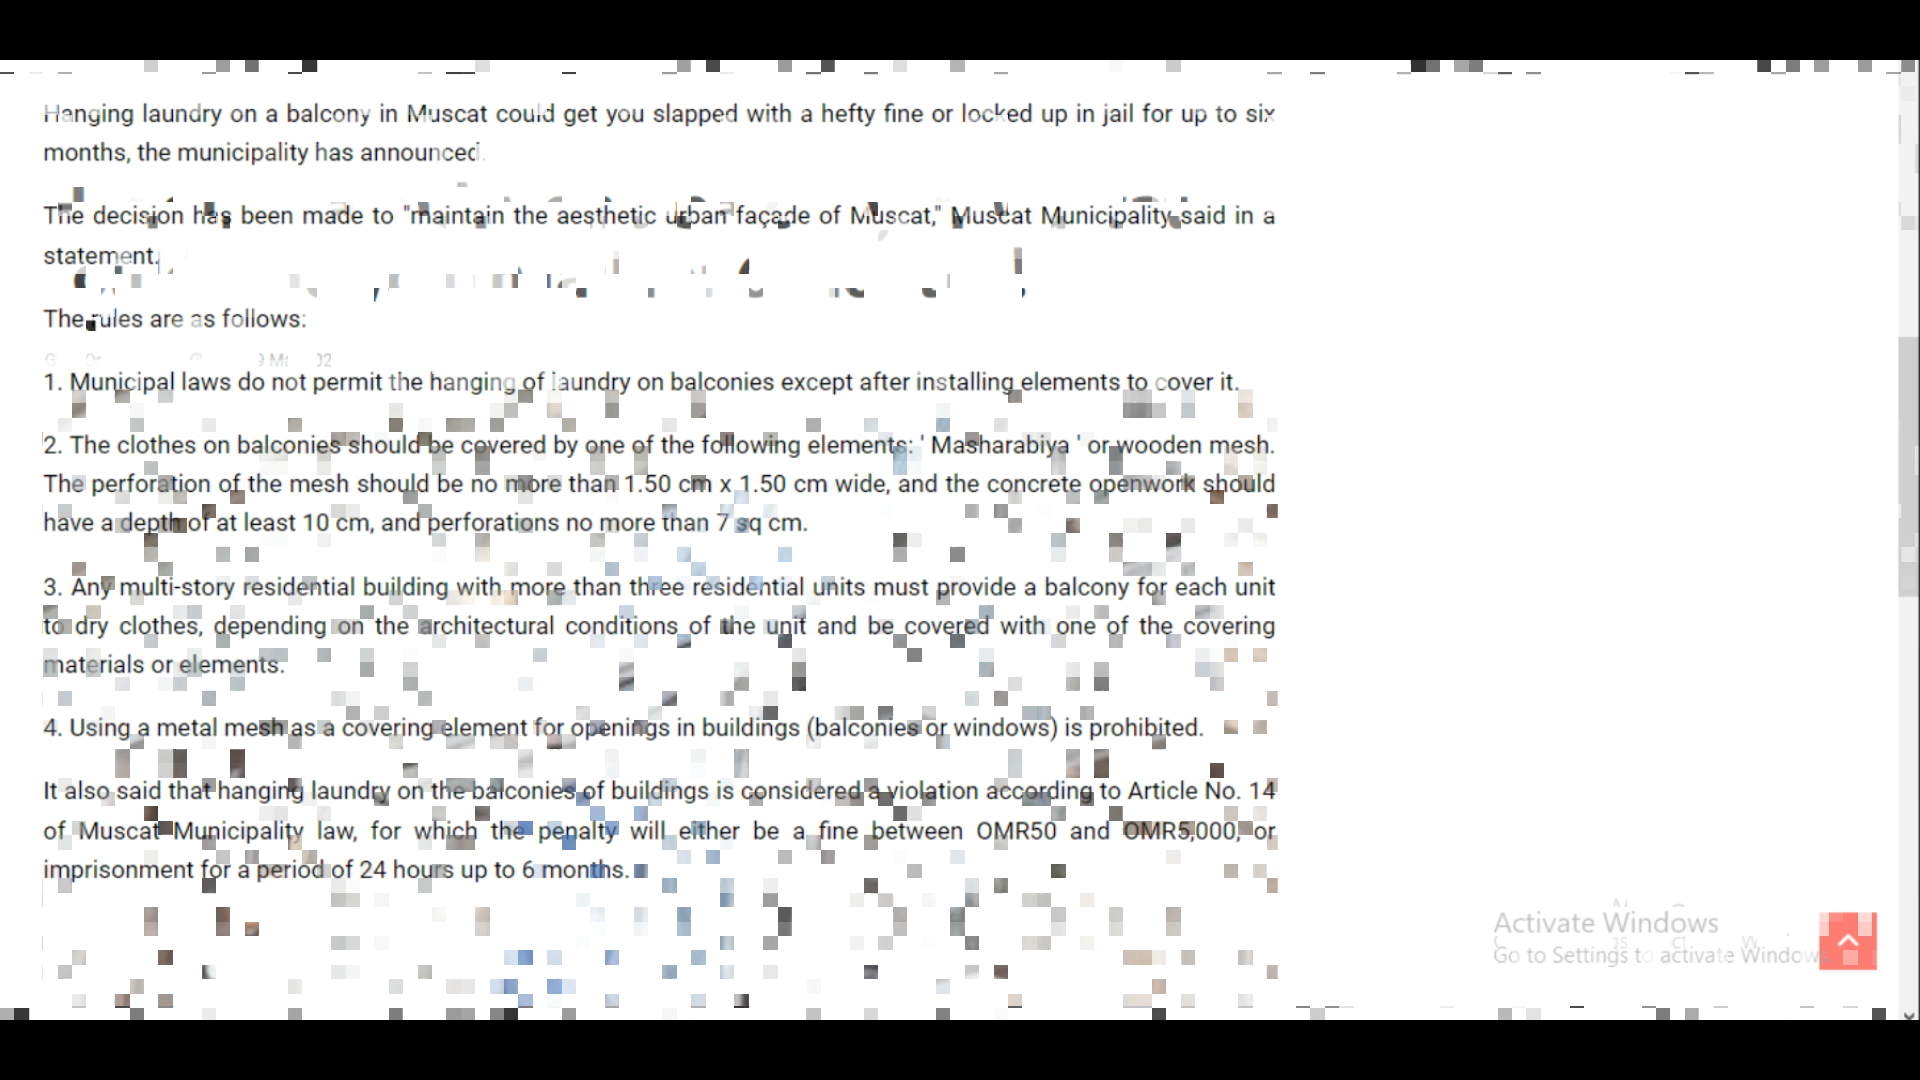 Hanging laundry on a balcony in Muscat could get you slapped with a hefty fine or locked up in jail for up to six
months, the municipality has announced.
The decision has been made to "maintain the aesthetic urban façade of Muscat," Muscat Municipality said in a
statement.
The rules are as follows:
1. Municipal laws do not permit the hanging of laundry on balconies except after installing elements to cover it.
2. The clothes on balconies should be covered by one of the following elements: ' Masharabiya ' or wooden mesh.
The perforation of the mesh should be no more than 1.50 cm x 1.50 cm wide, and the concrete openwork should
have a depth of at least 10 cm, and perforations no more than 7 sq cm.
3. Any multi-story residential building with more than three residential units must provide a balcony for each unit
to dry clothes, depending on the architectural conditions of the unit and be covered with one of the covering
materials or elements.
4. Using a metal mesh as a covering element for openings in buildings (balconies or windows) is prohibited.
It also said that hanging laundry on the balconies of buildings is considered a violation according to Article No. 14
of Muscat Municipality law, for which the penalty will either be a fine between OMR50 and OMR5,000, or
imprisonment for a period of 24 hours up to 6 months.
Activate Windows
Go to Settings to activate Windows